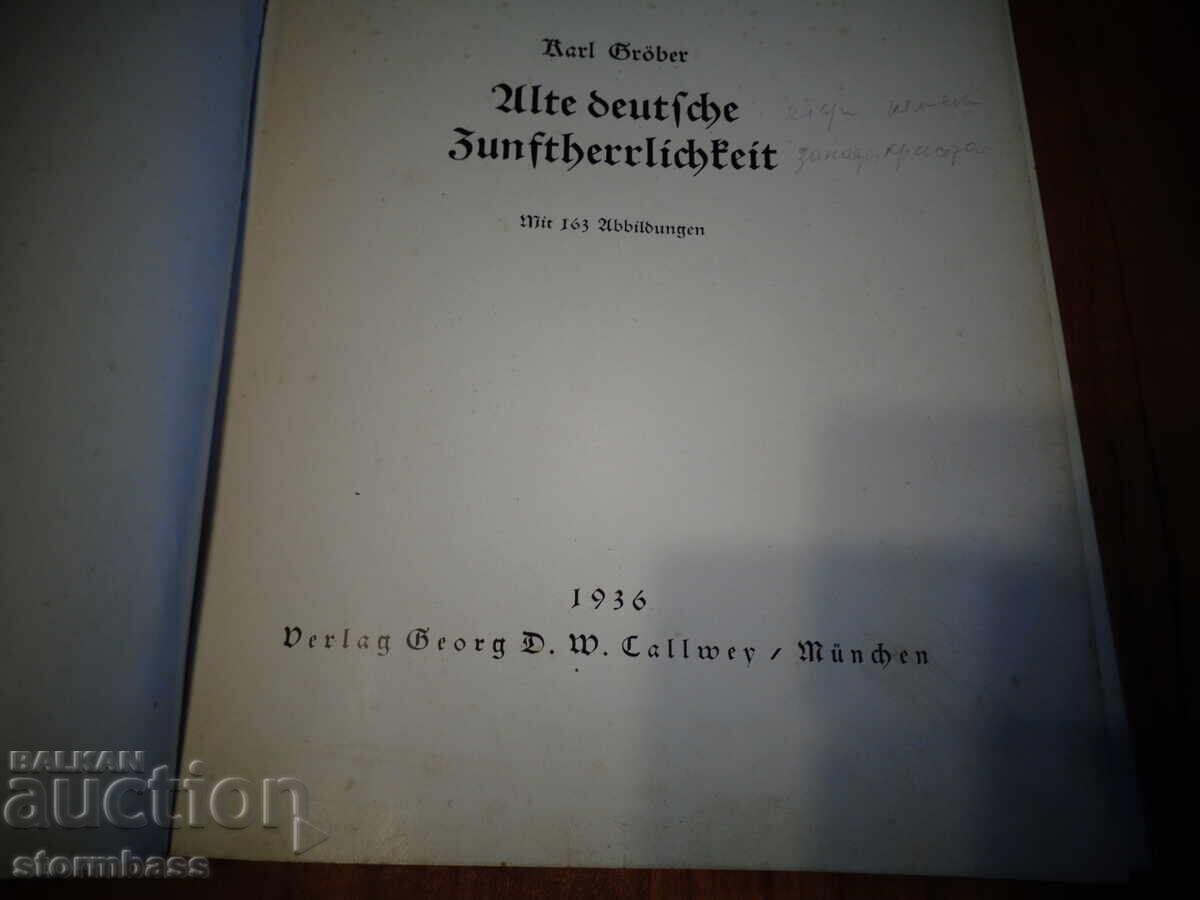 Karl Gröber
Alte deutsche
Zunftherrlichkeit
Mit 163 Abbildungen
1936
Verlag Georg D. W. Callwey / München
BALKAN
auction
stormbass